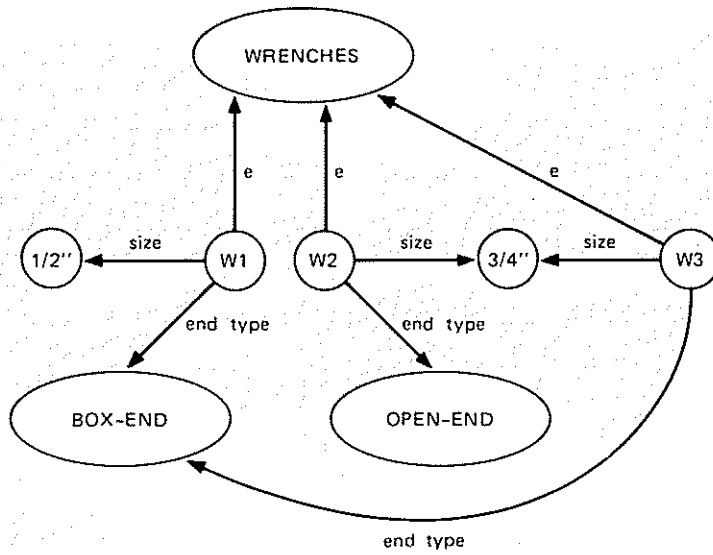 WRENCHES
e
e
e
1/2''
size
W1
W2
size
3/4''
size
W3
end type
end type
BOX-END
OPEN-END
end type